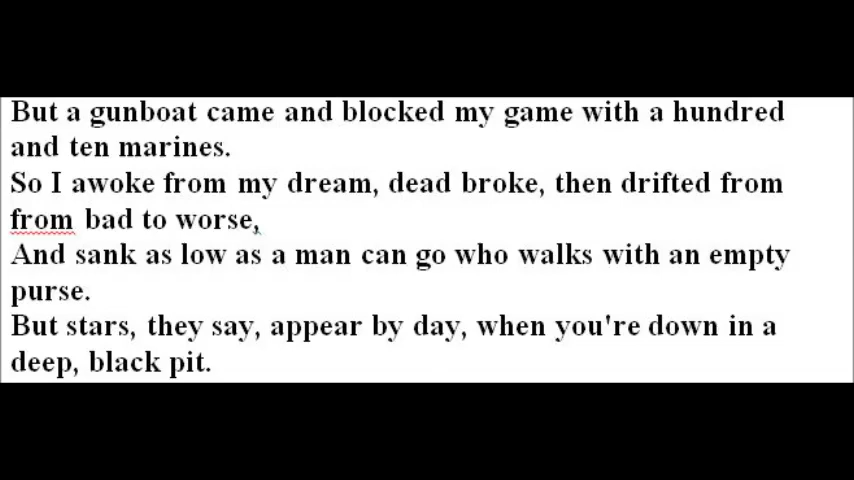 But a gunboat came and blocked my game with a hundred
and ten marines.
So I awoke from my dream, dead broke, then drifted from
from bad to worse,
And sank as low as a man can go who walks with an empty
purse.
But stars, they say, appear by day, when you're down in a
deep, black pit.